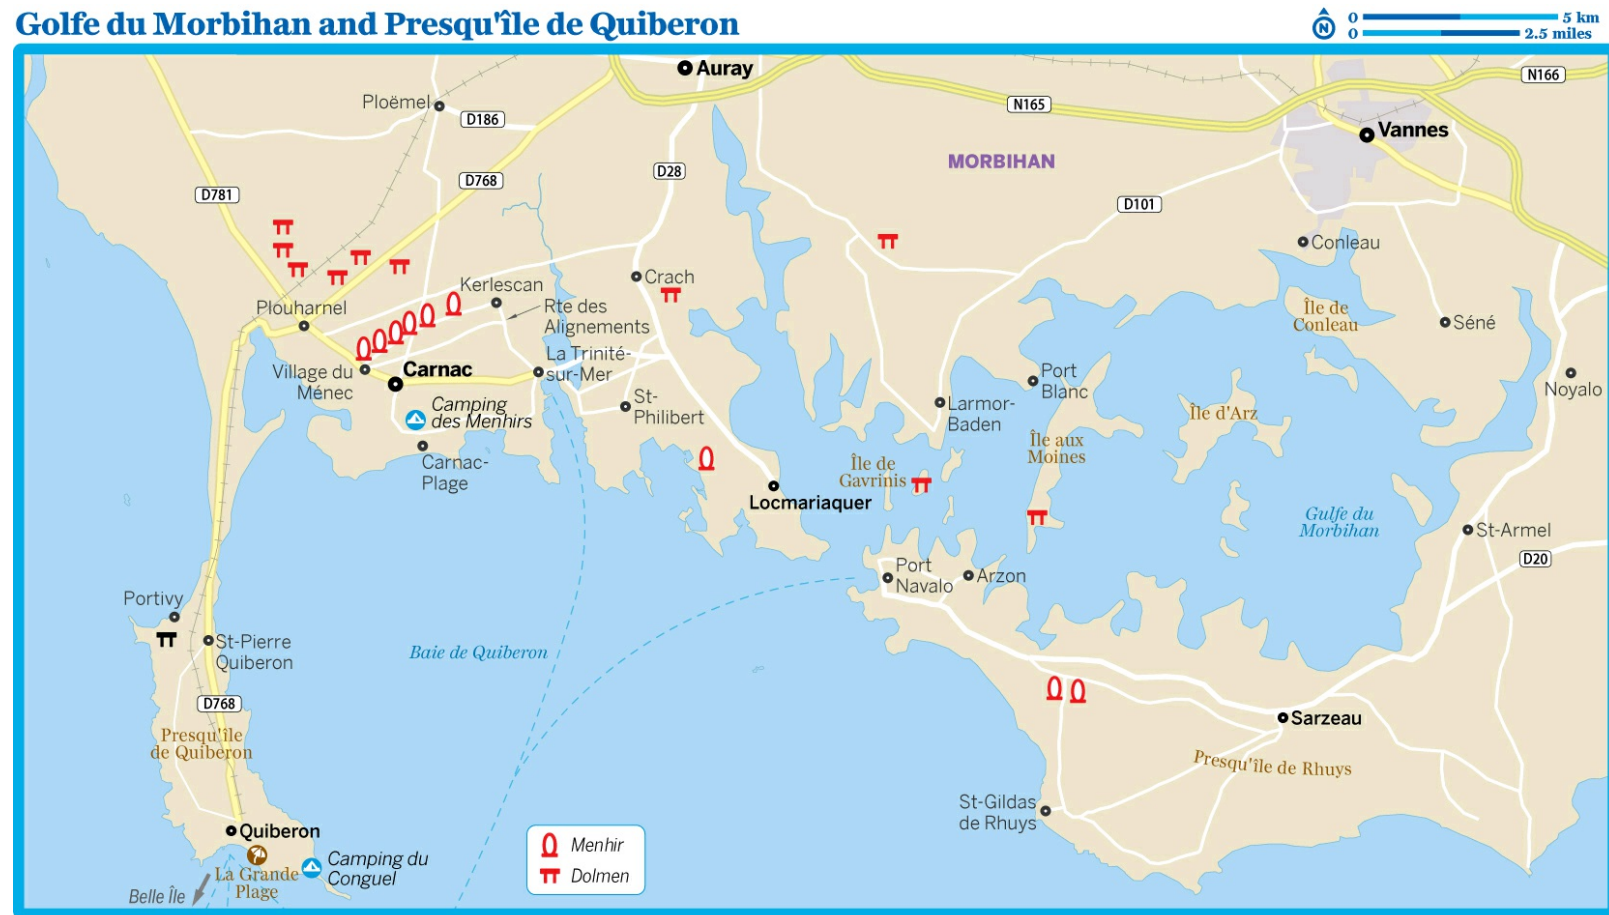 Golfe du Morbihan and Presqu'île de Quiberon
N
0 5 km
0 2.5 miles
Auray
N166
Ploëmel
D186
N165
Vannes
MORBIHAN
D28
D768
D781
D101
Conleau
Crach
Kerlescan
Plouharnel
Rte des
Alignements
Île de
Conleau
Séné
La Trinité-
sur-Mer
Village du
Ménec
Carnac
Port
Blanc
Noyalo
Camping
des Menhirs
St-
Philibert
Larmor-
Baden
Île d'Arz
Île aux
Moines
Carnac-
Plage
Île de
Gavrinis
Locmariaquer
Gulfe du
Morbihan
St-Armel
D20
Port
Navalo
Arzon
Portivy
St-Pierre
Quiberon
Baie de Quiberon
D768
Presqu'île
de Quiberon
Sarzeau
Presqu'île de Rhuys
St-Gildas
de Rhuys
Quiberon
Menhir
Dolmen
Camping du
Conguel
La Grande
Plage
Belle Île